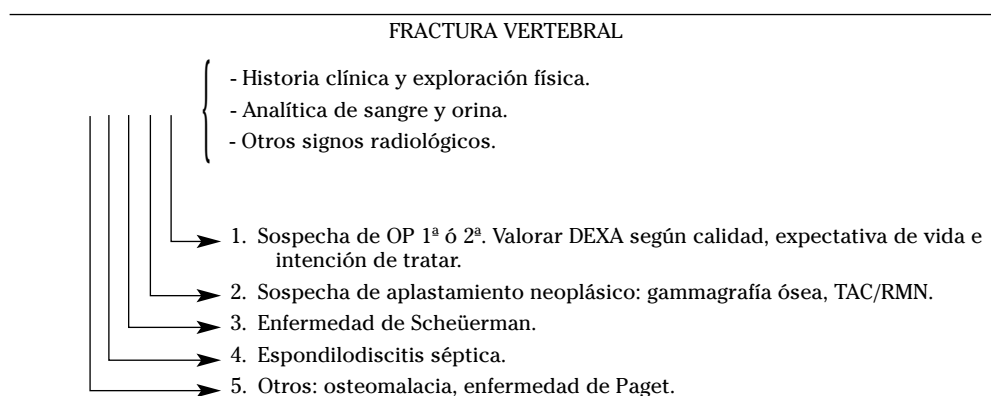 FRACTURA VERTEBRAL
- Historia clínica y exploración física.
- Analítica de sangre y orina.
- Otros signos radiológicos.
1. Sospecha de OP 1ª ó 2ª. Valorar DEXA según calidad, expectativa de vida e
intención de tratar.
2. Sospecha de aplastamiento neoplásico: gammagrafía ósea, TAC/RMN.
3. Enfermedad de Scheüerman.
4. Espondilodiscitis séptica.
5. Otros: osteomalacia, enfermedad de Paget.